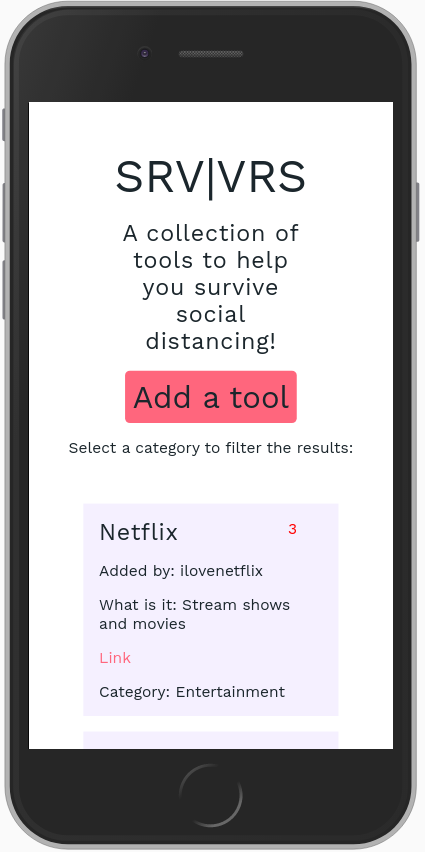 SRV|VRS
A collection of
tools to help
you survive
social
distancing!
Add a tool
Select a category to filter the results:
Netflix 3
Added by: ilovenetflix
What is it: Stream shows
and movies
Link
Category: Entertainment